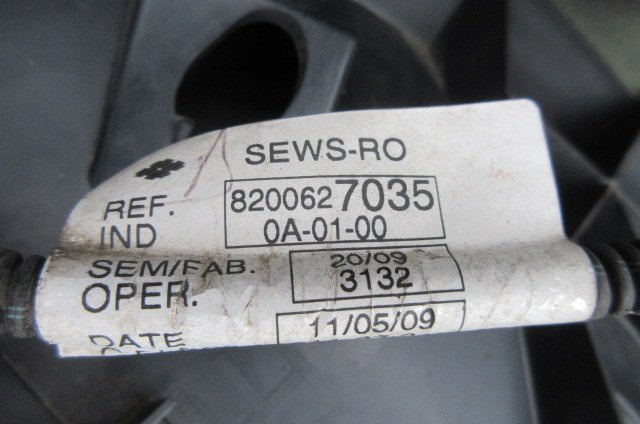 SEWS-RO
REF. 8200627035
IND 0A-01-00
SEM/FAB. 20/09
OPER. 3132
DATE 11/05/09